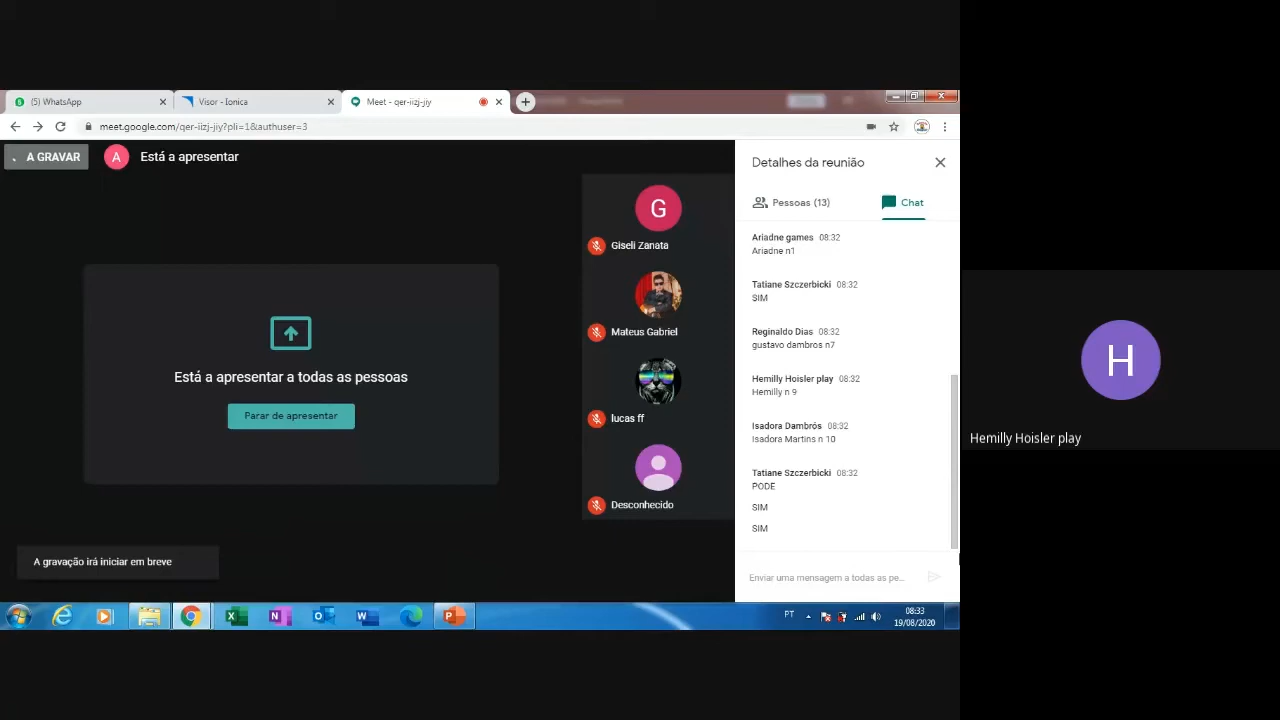 (5) WhatsApp
Visor - Ionica
Meet - qer-iizj-jiy
meet.google.com/qer-iizj-jiy?pli=1&authuser=3
A GRAVAR
A
Está a apresentar
Está a apresentar a todas as pessoas
Parar de apresentar
A gravação irá iniciar em breve
G
Giseli Zanata
Mateus Gabriel
lucas ff
Desconhecido
Detalhes da reunião
Pessoas (13)
Chat
Ariadne games 08:32
Ariadne n1
Tatiane Szczerbicki 08:32
SIM
Reginaldo Dias 08:32
gustavo dambros n7
Hemilly Hoisler play 08:32
Hemilly n 9
Isadora Dambrós 08:32
Isadora Martins n 10
Tatiane Szczerbicki 08:32
PODE
SIM
SIM
Enviar uma mensagem a todas as pe...
PT
08:33
19/08/2020
H
Hemilly Hoisler play